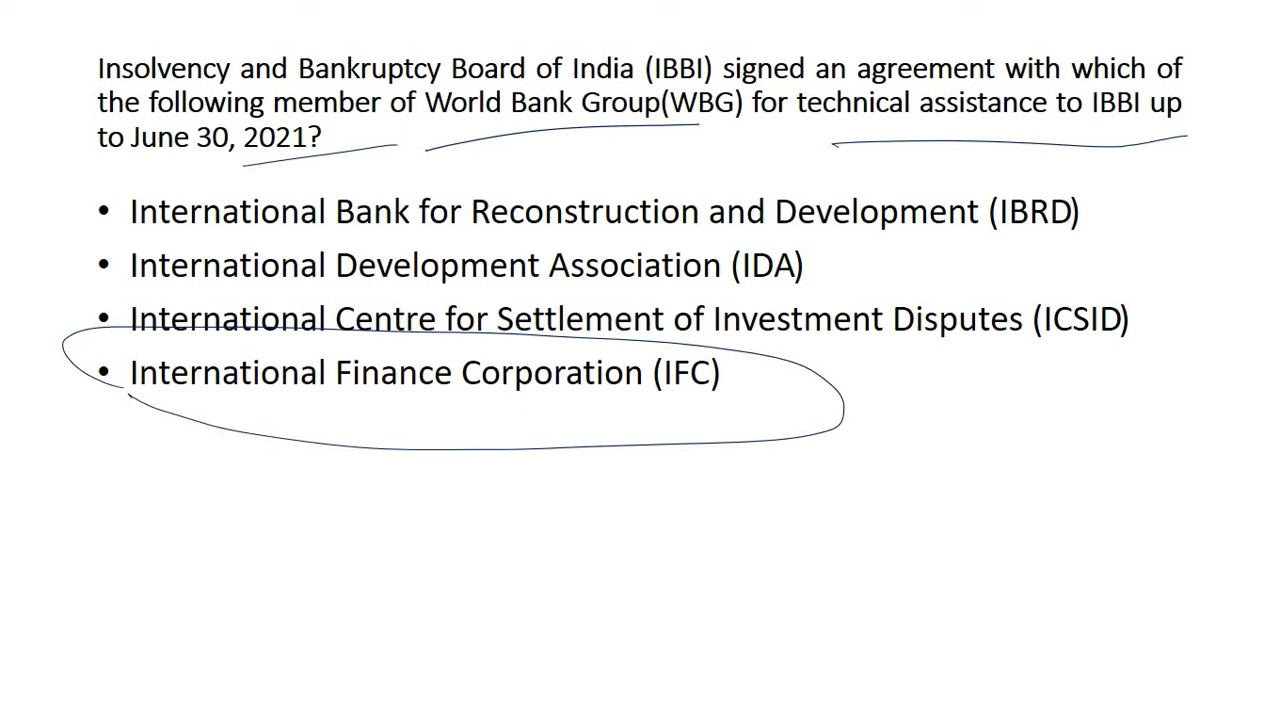 Insolvency and Bankruptcy Board of India (IBBI) signed an agreement with which of
the following member of World Bank Group(WBG) for technical assistance to IBBI up
to June 30, 2021?
• International Bank for Reconstruction and Development (IBRD)
• International Development Association (IDA)
• International Centre for Settlement of Investment Disputes (ICSID)
• International Finance Corporation (IFC)